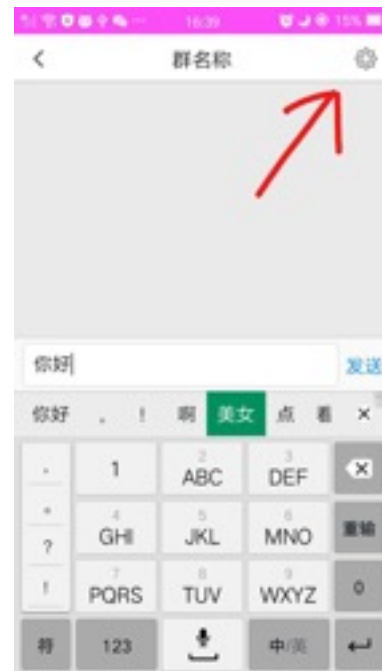 16:39 15%
群名称
你好 发送
你好 。 ! 啊 美女 点 看 ×
, 1 2 ABC 3 DEF
。 4 GHI 5 JKL 6 MNO 重输
?
! 7 PQRS 8 TUV 9 WXYZ 0
符 123 中/英